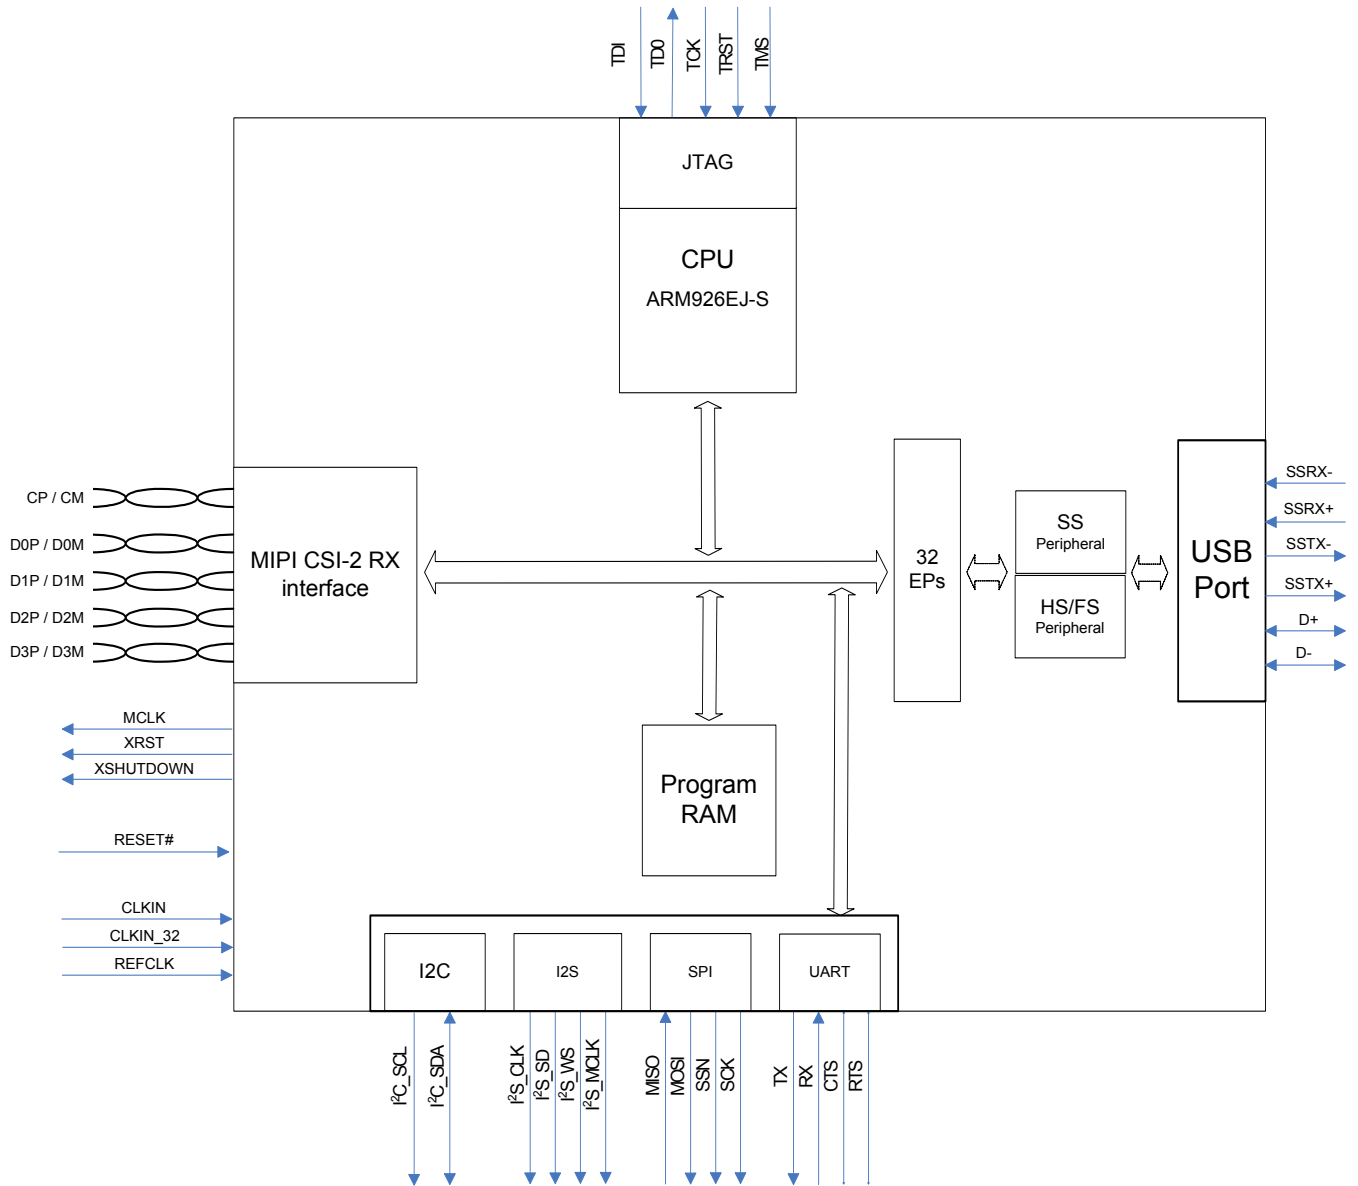 TDI
TD0
TCK
TRST
TMS
JTAG
CPU
ARM926EJ-S
CP / CM
D0P / D0M
D1P / D1M
D2P / D2M
D3P / D3M
MIPI CSI-2 RX
interface
32
EPs
SS
Peripheral
HS/FS
Peripheral
USB
Port
SSRX-
SSRX+
SSTX-
SSTX+
D+
D-
MCLK
XRST
XSHUTDOWN
RESET#
CLKIN
CLKIN_32
REFCLK
Program
RAM
I2C
I2S
SPI
UART
I²C_SCL
I²C_SDA
I²S_CLK
I²S_SD
I²S_WS
I²S_MCLK
MISO
MOSI
SSN
SCK
TX
RX
CTS
RTS